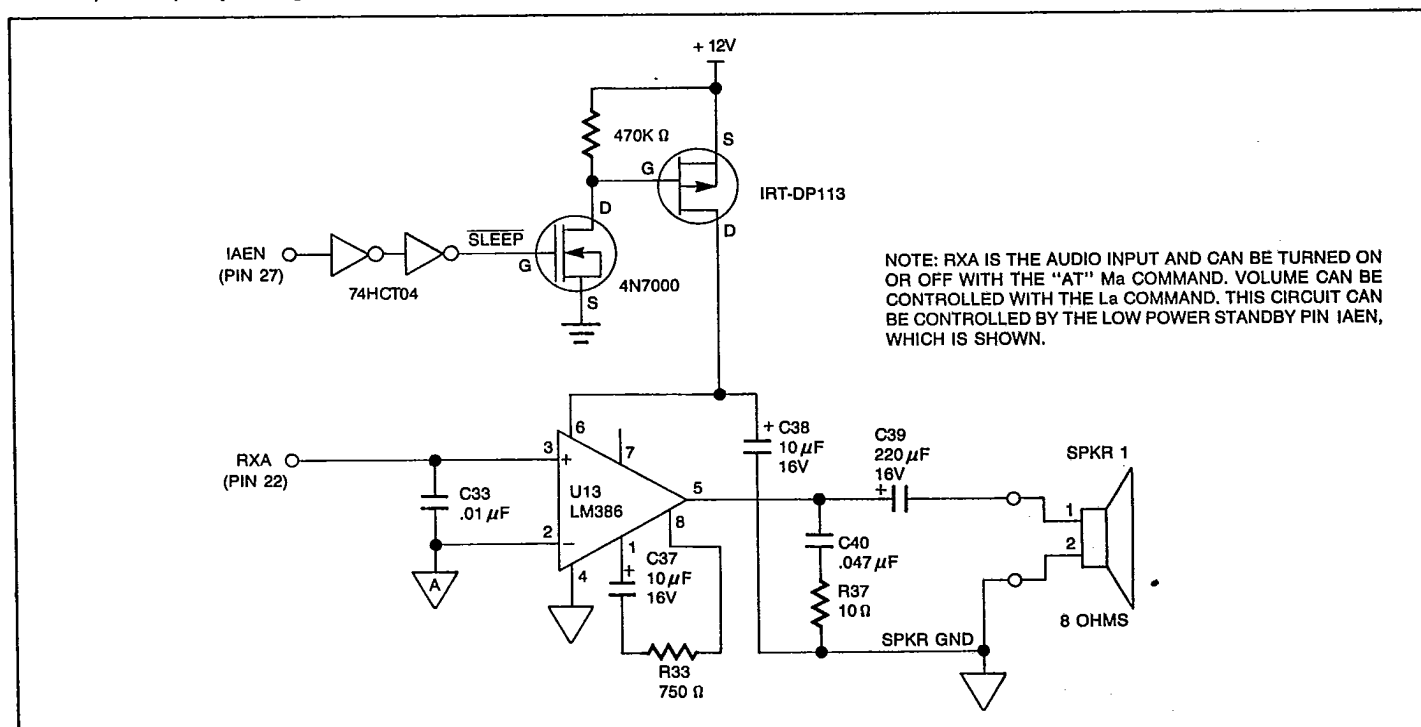 + 12V
470K Ω
S
G
IRT-DP113
D
D
IAEN
(PIN 27)
SLEEP
G
74HCT04
4N7000
S
NOTE: RXA IS THE AUDIO INPUT AND CAN BE TURNED ON
OR OFF WITH THE "AT" Ma COMMAND. VOLUME CAN BE
CONTROLLED WITH THE La COMMAND. THIS CIRCUIT CAN
BE CONTROLLED BY THE LOW POWER STANDBY PIN IAEN,
WHICH IS SHOWN.
RXA
(PIN 22)
C33
.01 μF
A
6
3
+
7
U13
LM386
5
2
−
8
1
4
+ C37
10 μF
16V
R33
750 Ω
+ C38
10 μF
16V
C39
220 μF
16V
+
C40
.047 μF
R37
10 Ω
SPKR GND
SPKR 1
1
2
8 OHMS